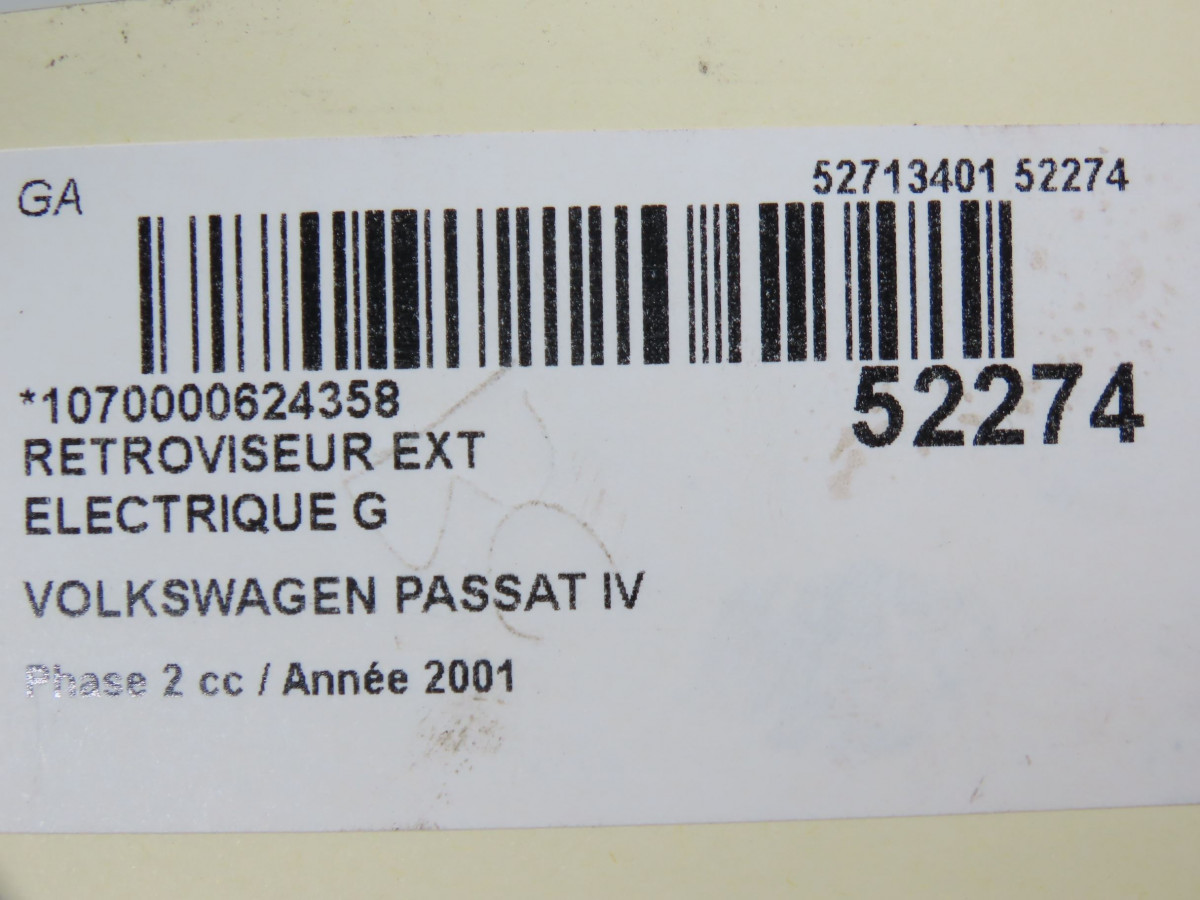 GA
52713401 52274
*1070000624358
52274
RETROVISEUR EXT
ELECTRIQUE G
VOLKSWAGEN PASSAT IV
Phase 2 cc / Année 2001